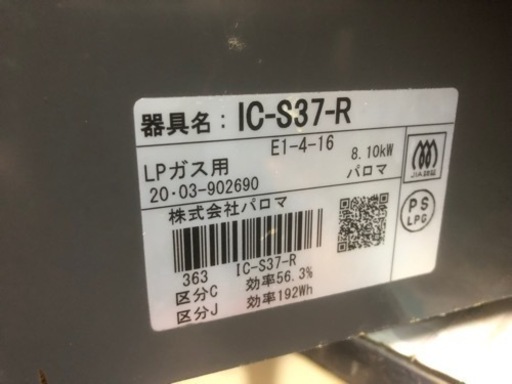 器具名: IC-S37-R
E1-4-16
LPガス用 8.10kW
20・03-902690 パロマ
JIA認証
株式会社パロマ
PS
LPG
363 IC-S37-R
区分C 効率56.3%
区分J 効率192Wh